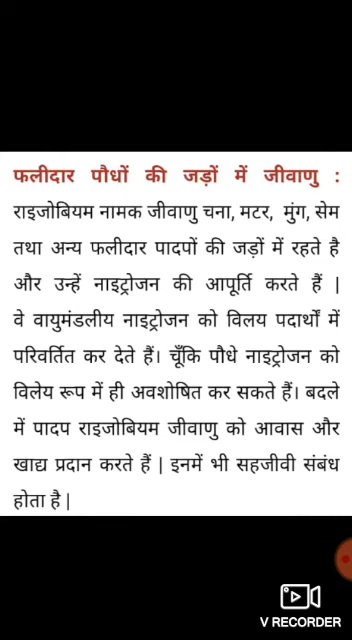 फलीदार पौधों की जड़ों में जीवाणु :
राइजोबियम नामक जीवाणु चना, मटर, मुंग, सेम
तथा अन्य फलीदार पादपों की जड़ों में रहते है
और उन्हें नाइट्रोजन की आपूर्ति करते हैं |
वे वायुमंडलीय नाइट्रोजन को विलय पदार्थों में
परिवर्तित कर देते हैं। चूँकि पौधे नाइट्रोजन को
विलेय रूप में ही अवशोषित कर सकते हैं। बदले
में पादप राइजोबियम जीवाणु को आवास और
खाद्य प्रदान करते हैं | इनमें भी सहजीवी संबंध
होता है |
V RECORDER